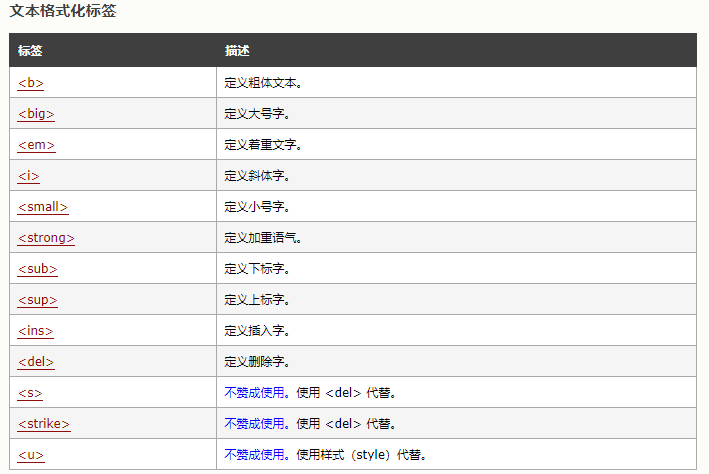 文本格式化标签
标签 描述
<b> 定义粗体文本。
<big> 定义大号字。
<em> 定义着重文字。
<i> 定义斜体字。
<small> 定义小号字。
<strong> 定义加重语气。
<sub> 定义下标字。
<sup> 定义上标字。
<ins> 定义插入字。
<del> 定义删除字。
<s> 不赞成使用。使用 <del> 代替。
<strike> 不赞成使用。使用 <del> 代替。
<u> 不赞成使用。使用样式（style）代替。